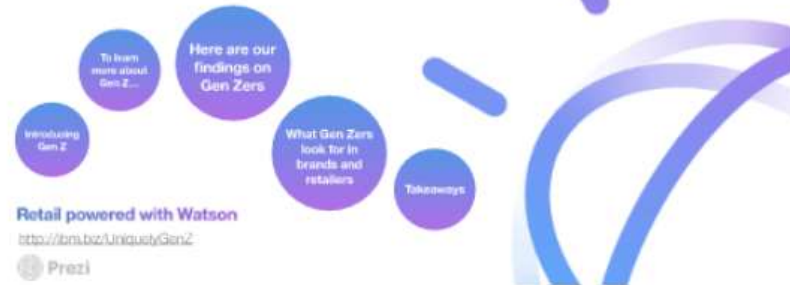 Introducing
Gen Z
To learn
more about
Gen Z...
Here are our
findings on
Gen Zers
What Gen Zers
look for in
brands and
retailers
Takeaways
Retail powered with Watson
http://ibm.biz/UniquelyGenZ
Prezi